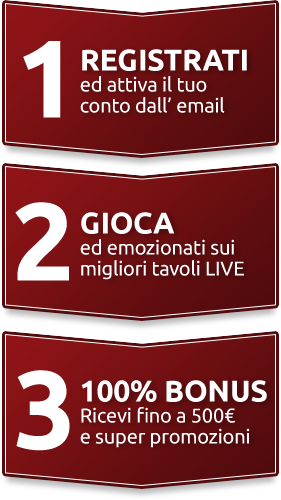 1 REGISTRATI
ed attiva il tuo
conto dall' email
2 GIOCA
ed emozionati sui
migliori tavoli LIVE
3 100% BONUS
Ricevi fino a 500€
e super promozioni